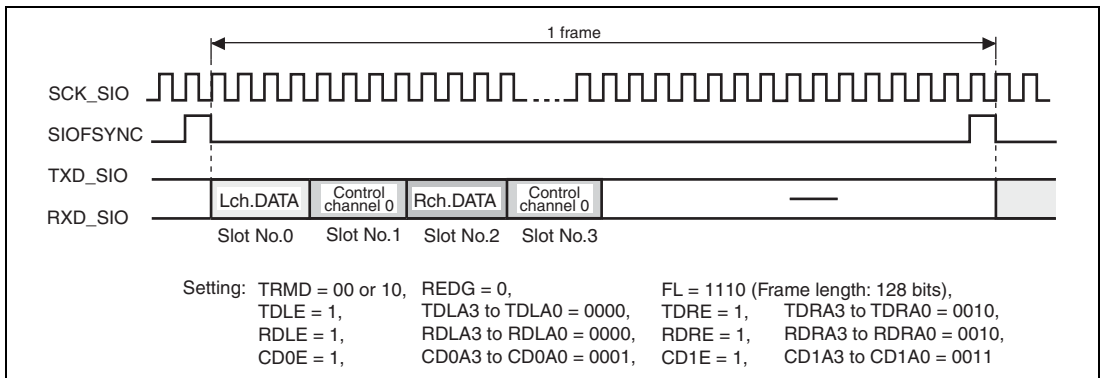 1 frame
SCK_SIO
SIOFSYNC
TXD_SIO
RXD_SIO
Lch.DATA
Control
channel 0
Rch.DATA
Control
channel 0
Slot No.0 Slot No.1 Slot No.2 Slot No.3
Setting: TRMD = 00 or 10, REDG = 0, FL = 1110 (Frame length: 128 bits),
TDLE = 1, TDLA3 to TDLA0 = 0000, TDRE = 1, TDRA3 to TDRA0 = 0010,
RDLE = 1, RDLA3 to RDLA0 = 0000, RDRE = 1, RDRA3 to RDRA0 = 0010,
CD0E = 1, CD0A3 to CD0A0 = 0001, CD1E = 1, CD1A3 to CD1A0 = 0011